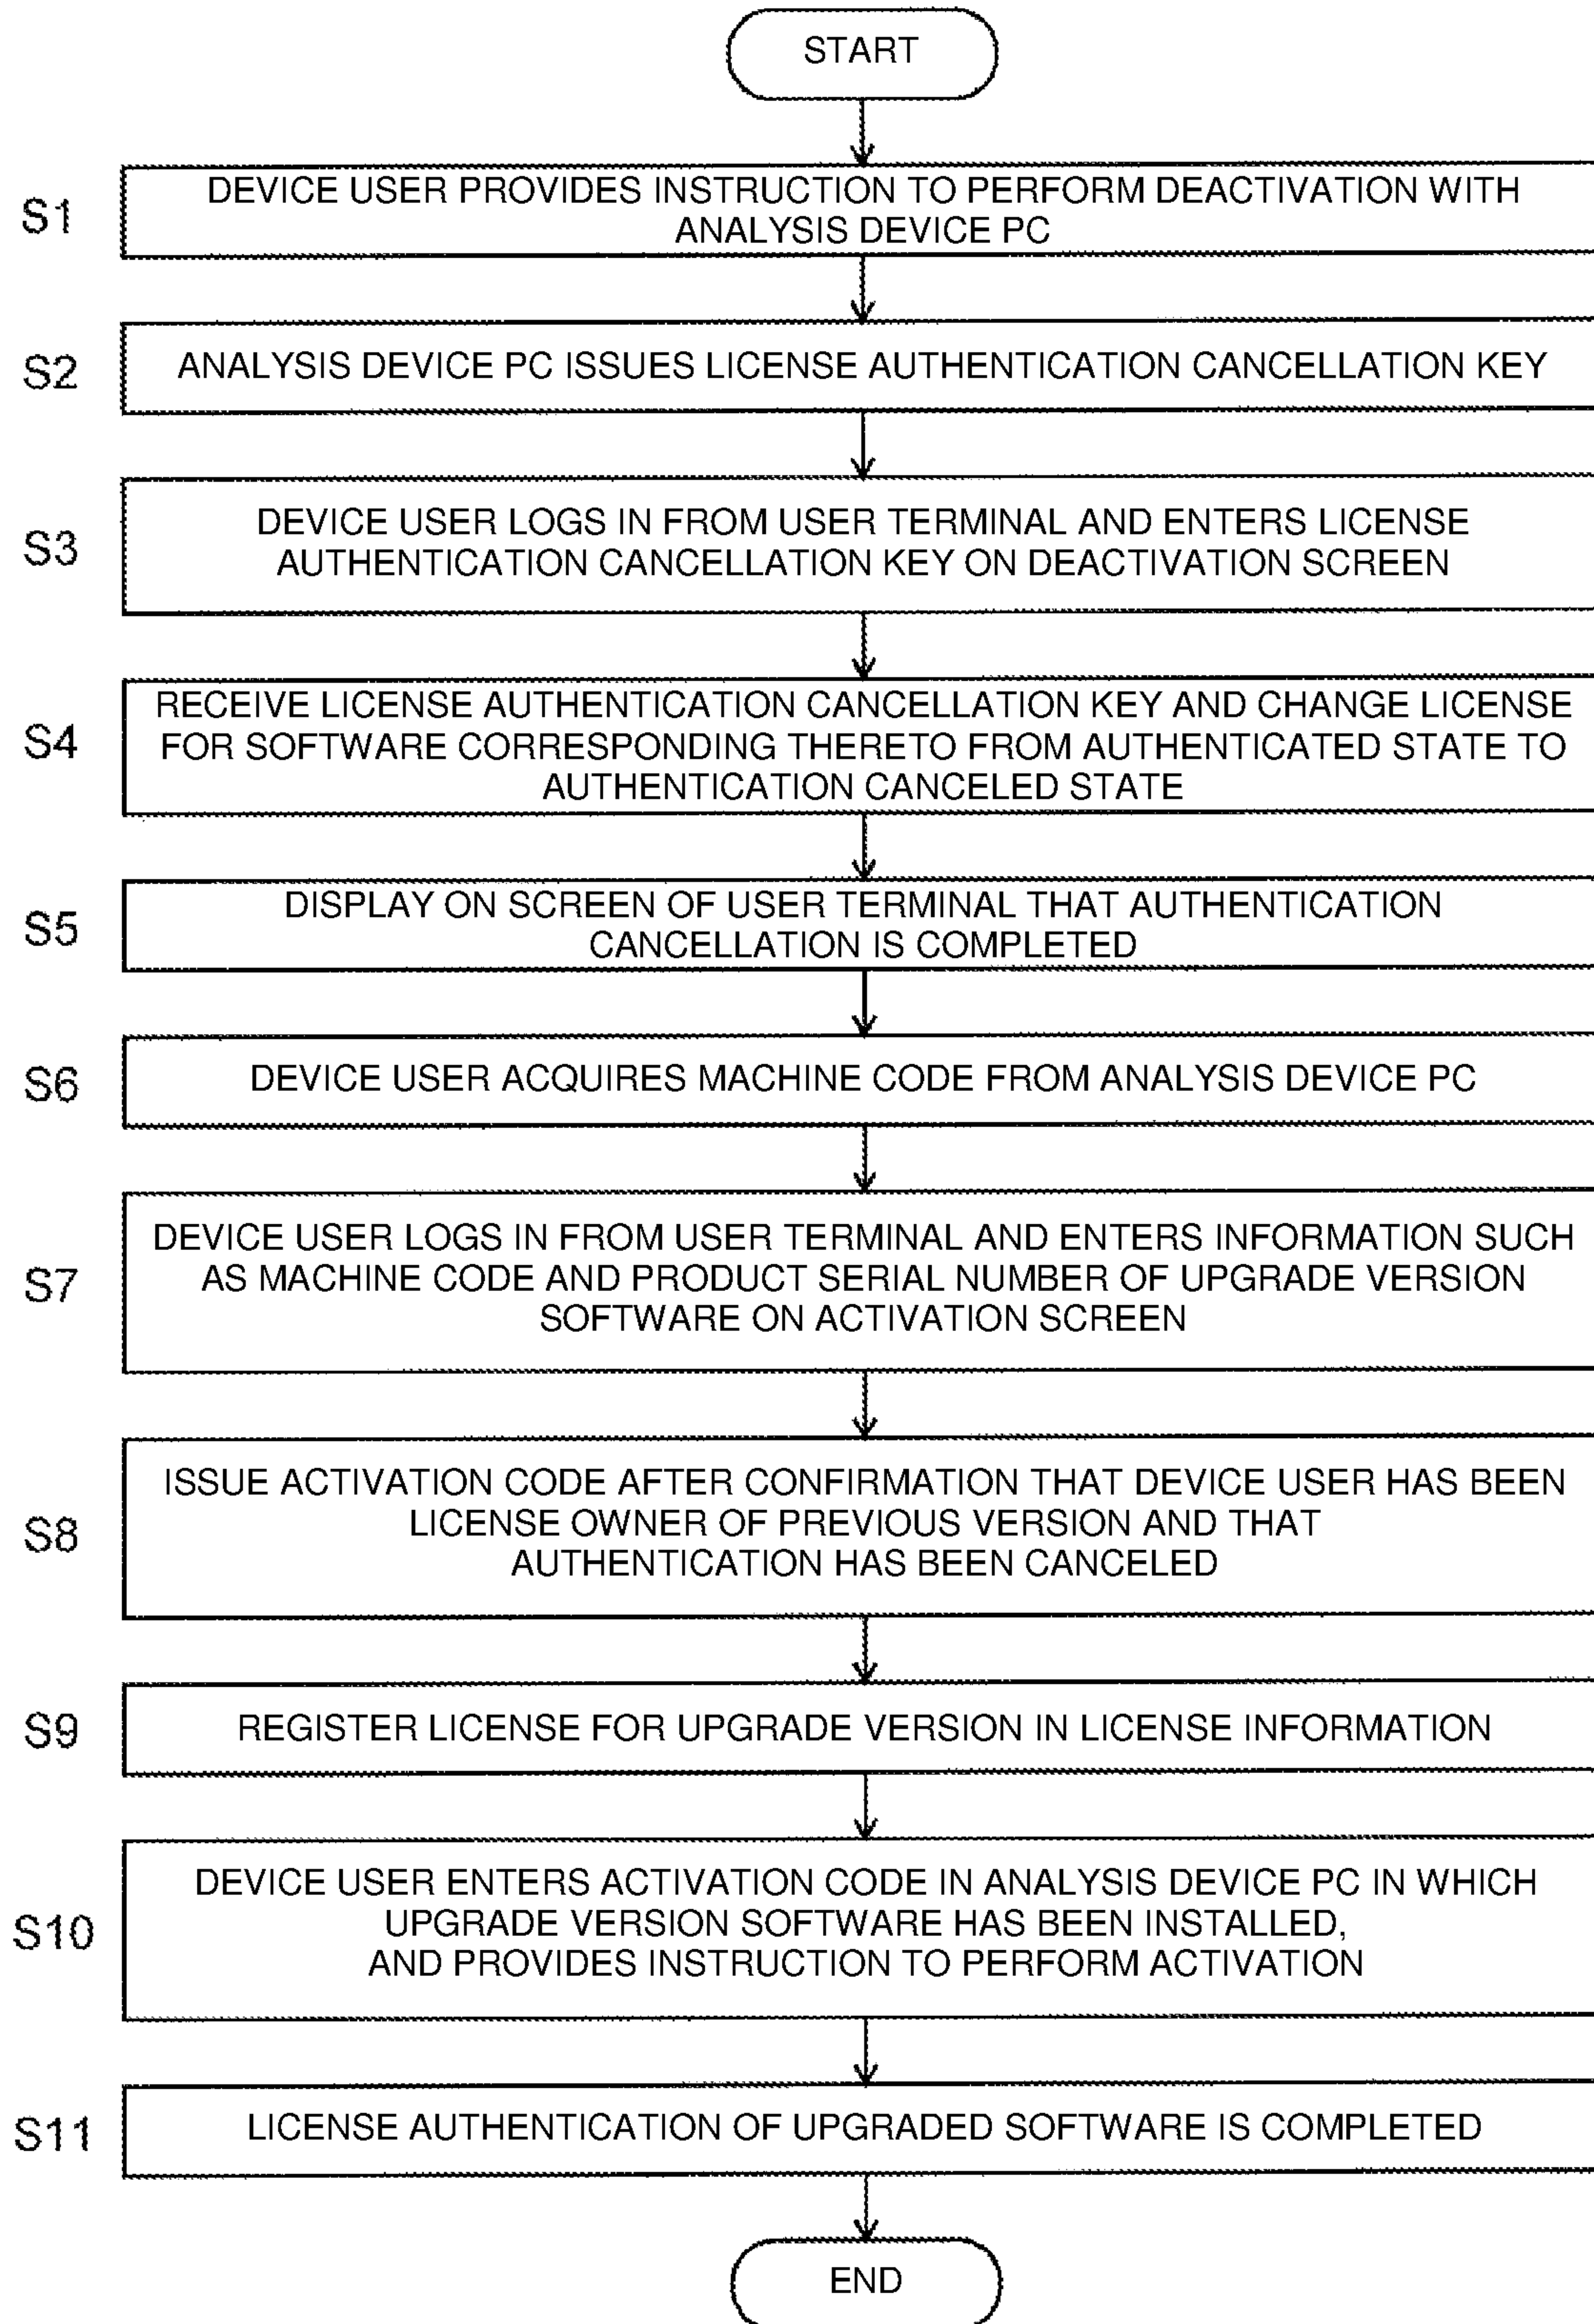 START
S1
DEVICE USER PROVIDES INSTRUCTION TO PERFORM DEACTIVATION WITH
ANALYSIS DEVICE PC
S2
ANALYSIS DEVICE PC ISSUES LICENSE AUTHENTICATION CANCELLATION KEY
S3
DEVICE USER LOGS IN FROM USER TERMINAL AND ENTERS LICENSE
AUTHENTICATION CANCELLATION KEY ON DEACTIVATION SCREEN
S4
RECEIVE LICENSE AUTHENTICATION CANCELLATION KEY AND CHANGE LICENSE
FOR SOFTWARE CORRESPONDING THERETO FROM AUTHENTICATED STATE TO
AUTHENTICATION CANCELED STATE
S5
DISPLAY ON SCREEN OF USER TERMINAL THAT AUTHENTICATION
CANCELLATION IS COMPLETED
S6
DEVICE USER ACQUIRES MACHINE CODE FROM ANALYSIS DEVICE PC
S7
DEVICE USER LOGS IN FROM USER TERMINAL AND ENTERS INFORMATION SUCH
AS MACHINE CODE AND PRODUCT SERIAL NUMBER OF UPGRADE VERSION
SOFTWARE ON ACTIVATION SCREEN
S8
ISSUE ACTIVATION CODE AFTER CONFIRMATION THAT DEVICE USER HAS BEEN
LICENSE OWNER OF PREVIOUS VERSION AND THAT
AUTHENTICATION HAS BEEN CANCELED
S9
REGISTER LICENSE FOR UPGRADE VERSION IN LICENSE INFORMATION
S10
DEVICE USER ENTERS ACTIVATION CODE IN ANALYSIS DEVICE PC IN WHICH
UPGRADE VERSION SOFTWARE HAS BEEN INSTALLED,
AND PROVIDES INSTRUCTION TO PERFORM ACTIVATION
S11
LICENSE AUTHENTICATION OF UPGRADED SOFTWARE IS COMPLETED
END